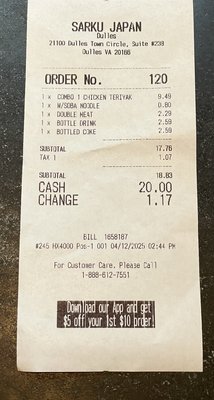 SARKU JAPAN
Dulles
21100 Dulles Town Circle, Suite #238
Dulles VA 20166
ORDER No. 120
1 x COMBO 1 CHICKEN TERIYAK 9.49
1 x W/SOBA NOODLE 0.80
1 x DOUBLE MEAT 2.29
1 x BOTTLE DRINK 2.59
1 x BOTTLED COKE 2.59
SUBTOTAL 17.76
TAX 1 1.07
SUBTOTAL 18.83
CASH 20.00
CHANGE 1.17
BILL 1658187
#245 HX4000 Pos-1 001 04/12/2025 02:44 PM
For Customer Care, Please Call
1-888-612-7551
Download our App and get
$5 off your 1st $10 order!